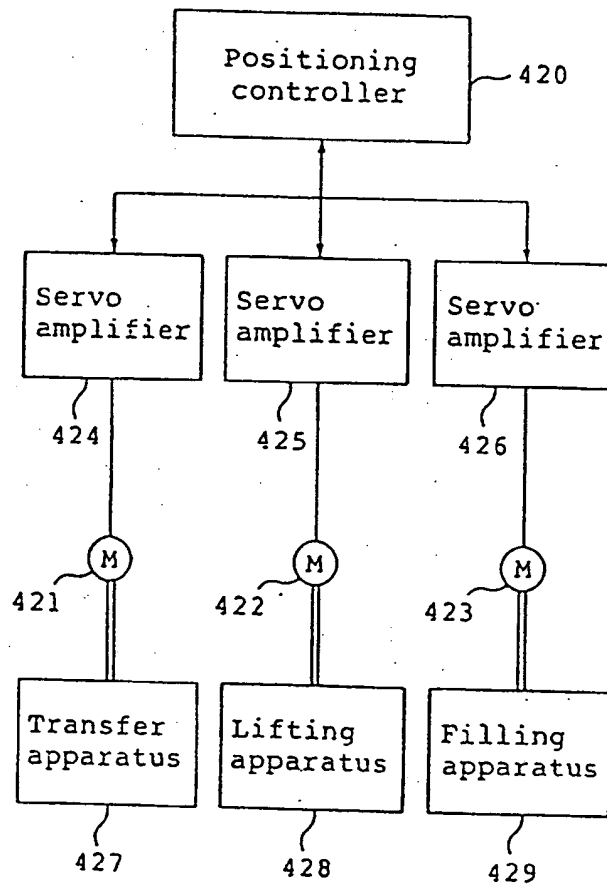 Positioning
controller
420
Servo
amplifier
Servo
amplifier
Servo
amplifier
424
425
426
M
M
M
421
422
423
Transfer
apparatus
Lifting
apparatus
Filling
apparatus
427
428
429